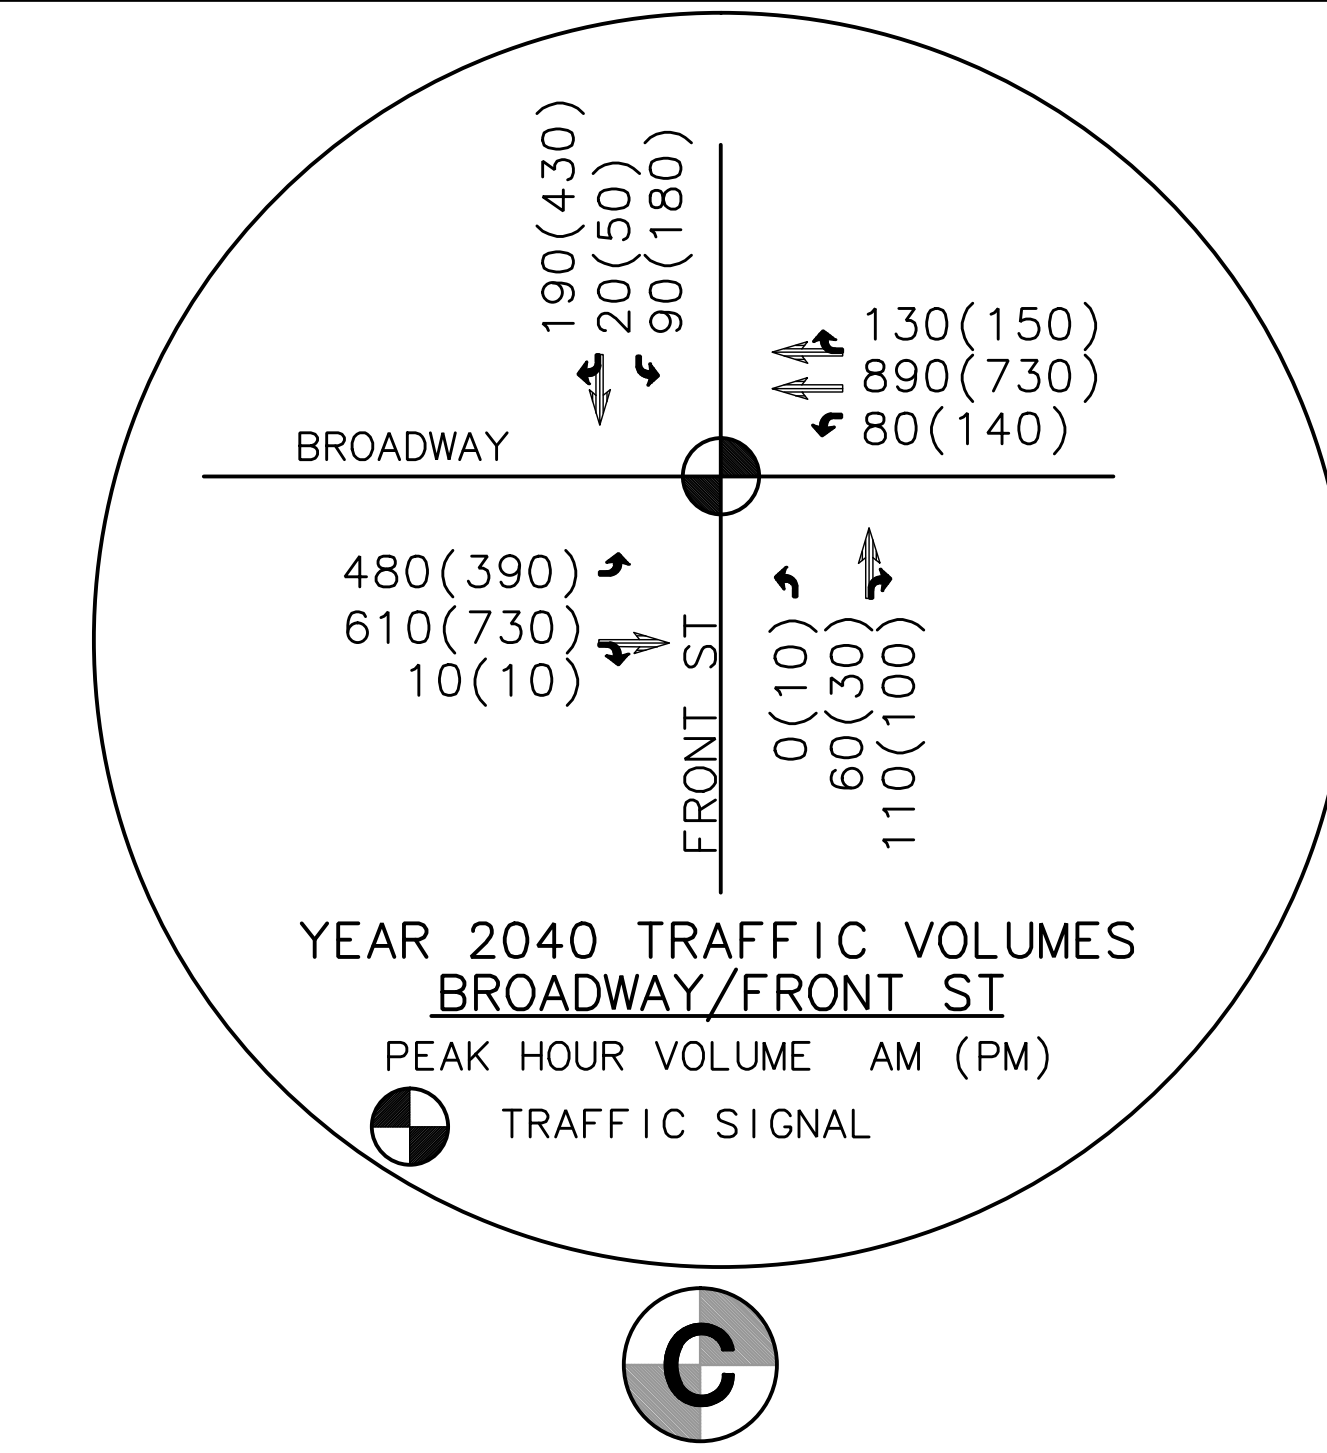 190(430)
20(50)
90(180)
130(150)
890(730)
80(140)
BROADWAY
480(390)
610(730)
10(10)
FRONT ST
0(10)
60(30)
110(100)
YEAR 2040 TRAFFIC VOLUMES
BROADWAY/FRONT ST
PEAK HOUR VOLUME AM (PM)
TRAFFIC SIGNAL
C